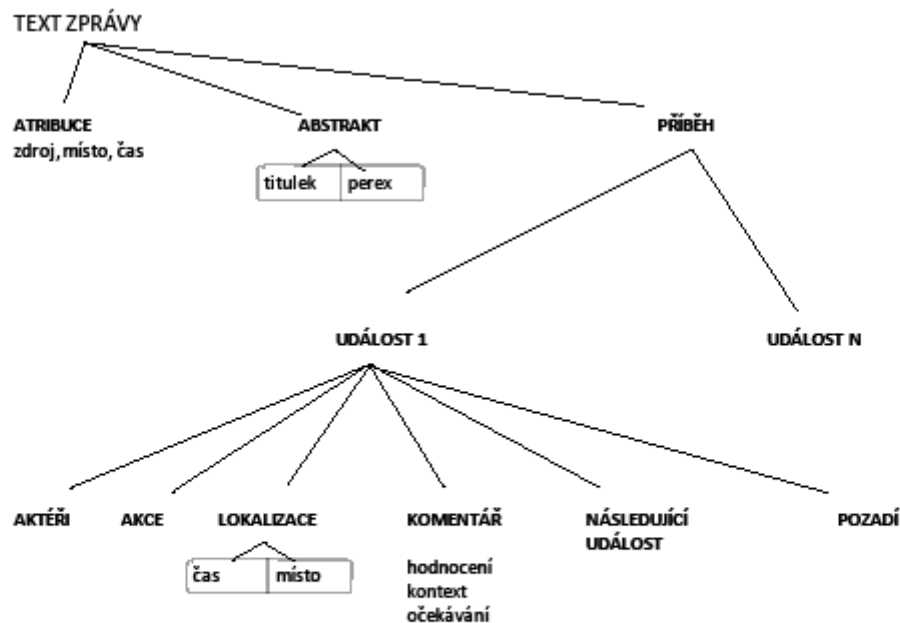 TEXT ZPRÁVY
ATRIBUCE
zdroj, místo, čas
ABSTRAKT
titulek
perex
PŘÍBĚH
UDÁLOST 1
UDÁLOST N
AKTÉŘI
AKCE
LOKALIZACE
čas
místo
KOMENTÁŘ
hodnocení
kontext
očekávání
NÁSLEDUJÍCÍ
UDÁLOST
POZADÍ